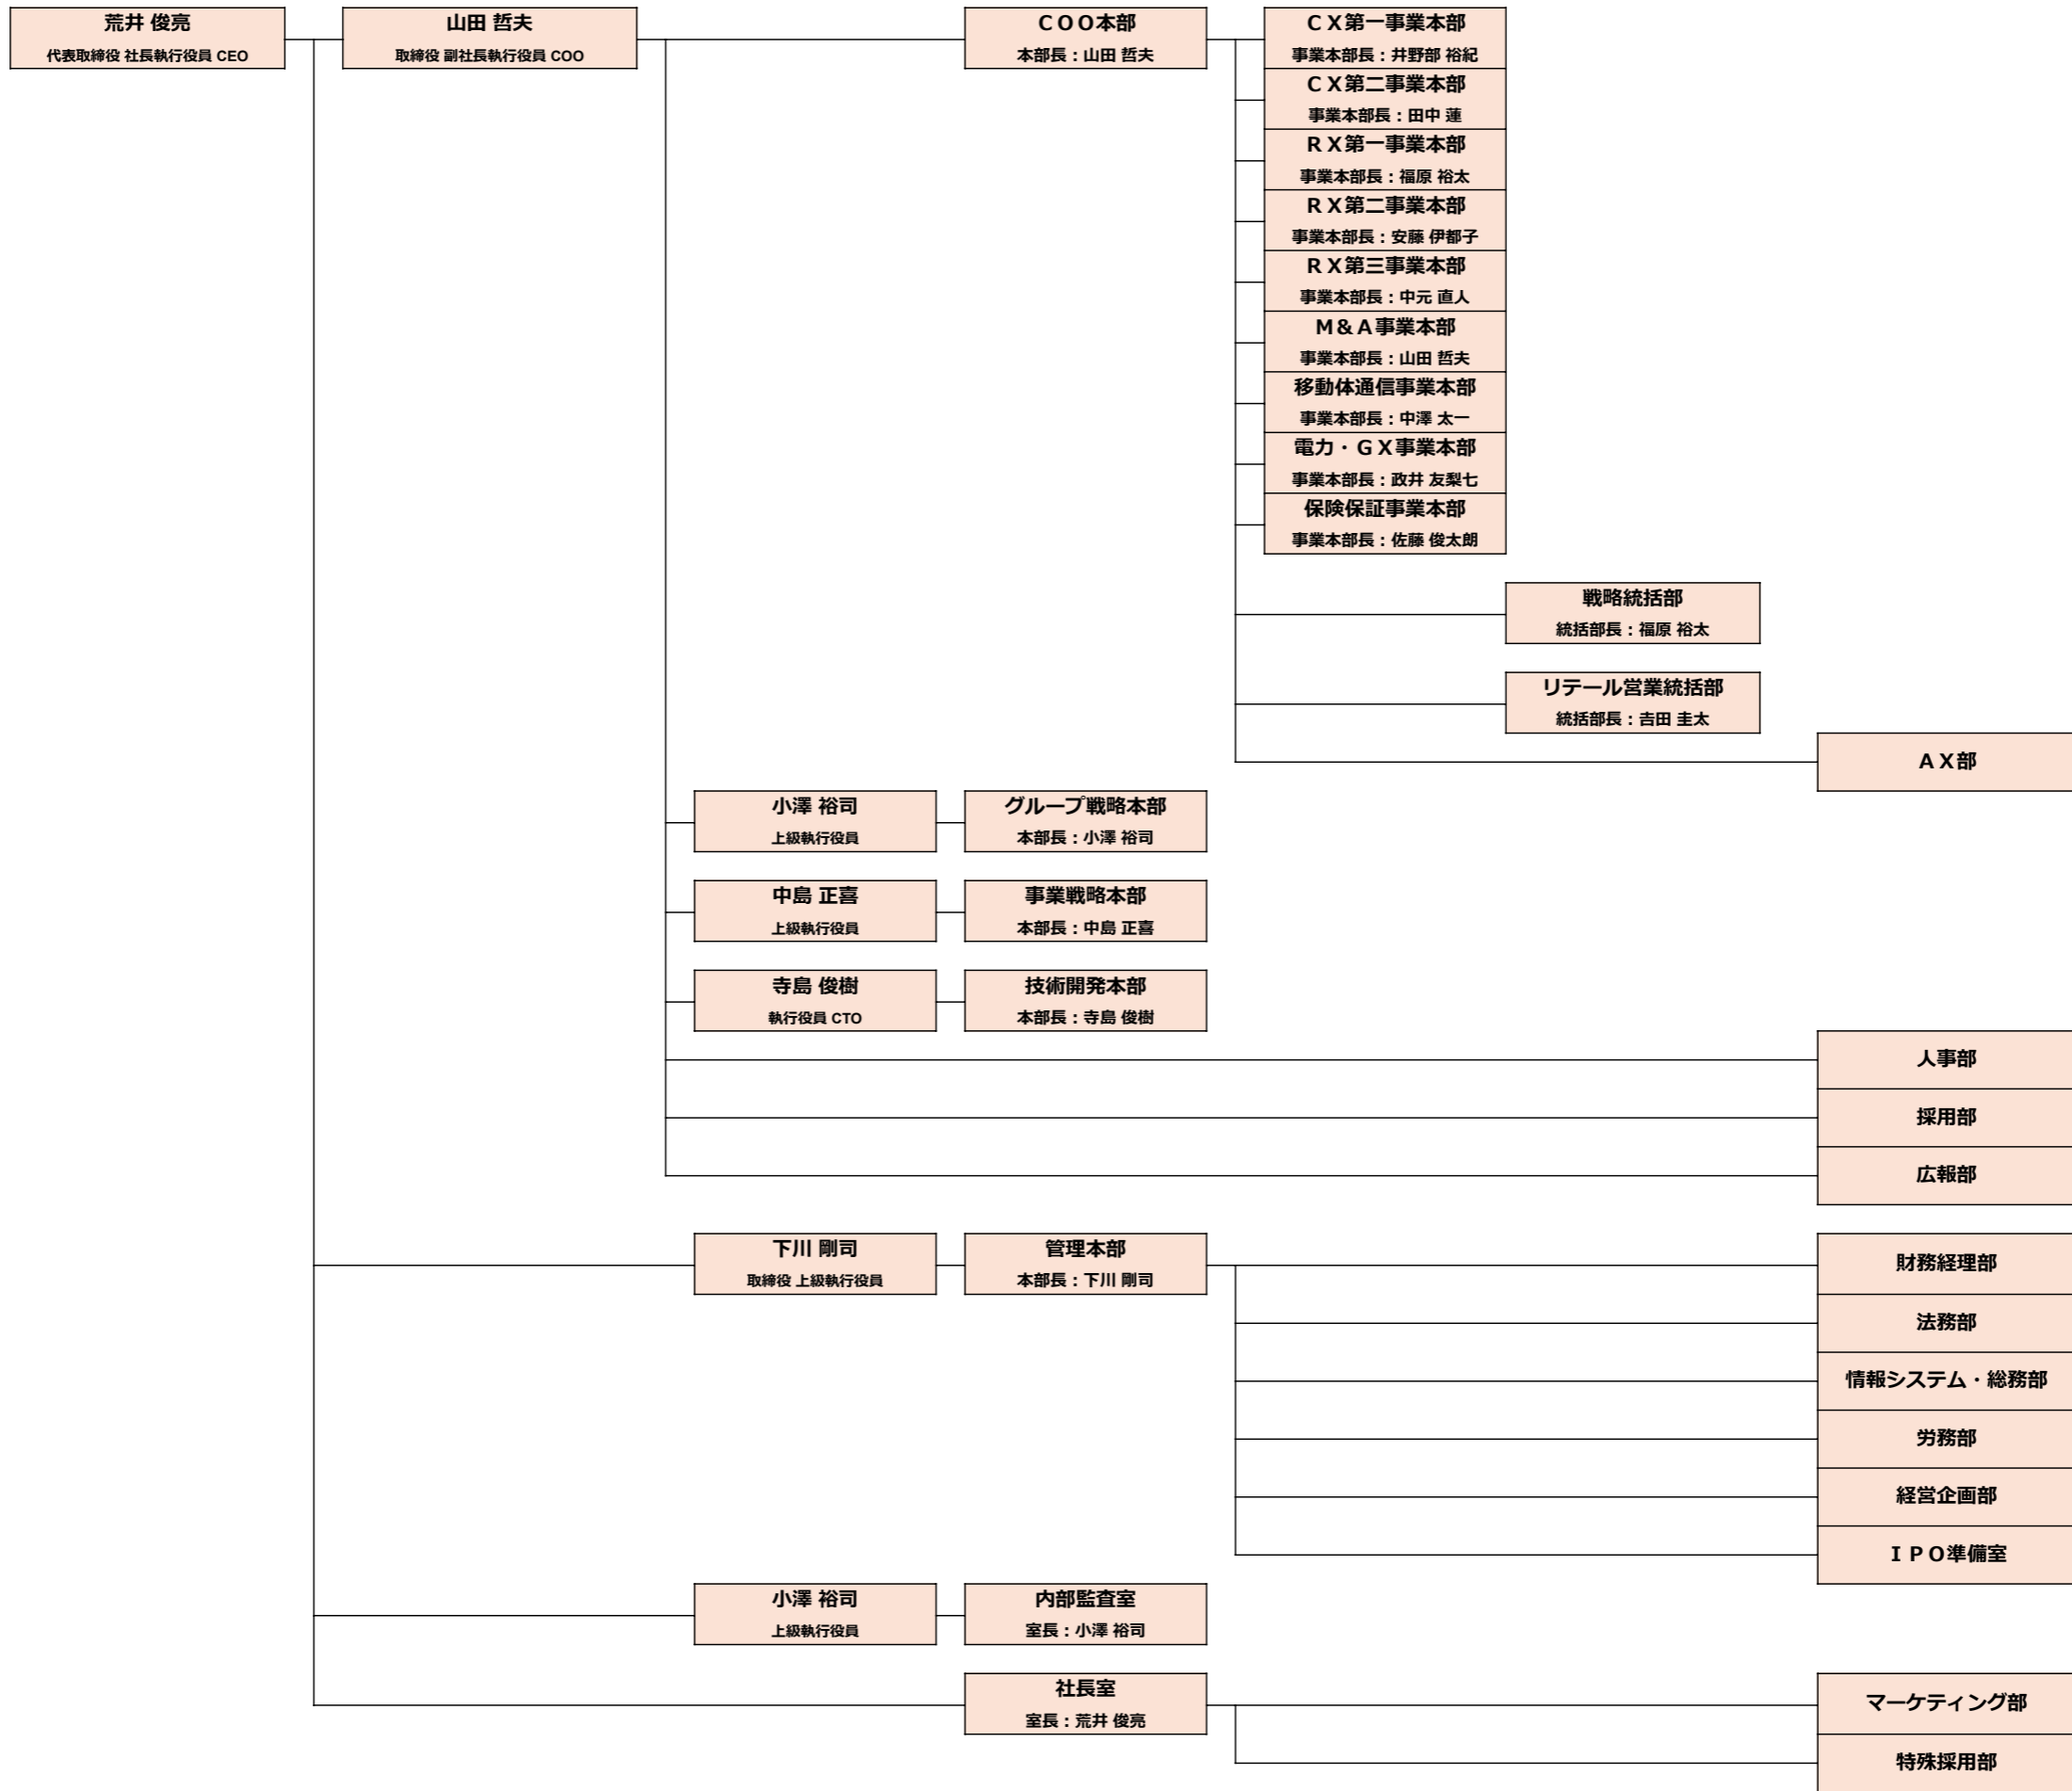 荒井 俊亮
代表取締役 社長執行役員 CEO
山田 哲夫
取締役 副社長執行役員 COO
ＣＯＯ本部
本部長：山田 哲夫
ＣＸ第一事業本部
事業本部長：井野部 裕紀
ＣＸ第二事業本部
事業本部長：田中 蓮
ＲＸ第一事業本部
事業本部長：福原 裕太
ＲＸ第二事業本部
事業本部長：安藤 伊都子
ＲＸ第三事業本部
事業本部長：中元 直人
Ｍ＆Ａ事業本部
事業本部長：山田 哲夫
移動体通信事業本部
事業本部長：中澤 太一
電力・ＧＸ事業本部
事業本部長：政井 友梨七
保険保証事業本部
事業本部長：佐藤 俊太朗
戦略統括部
統括部長：福原 裕太
リテール営業統括部
統括部長：𠮷田 圭太
ＡＸ部
小澤 裕司
上級執行役員
グループ戦略本部
本部長：小澤 裕司
中島 正喜
上級執行役員
事業戦略本部
本部長：中島 正喜
寺島 俊樹
執行役員 CTO
技術開発本部
本部長：寺島 俊樹
人事部
採用部
広報部
下川 剛司
取締役 上級執行役員
管理本部
本部長：下川 剛司
財務経理部
法務部
情報システム・総務部
労務部
経営企画部
ＩＰＯ準備室
小澤 裕司
上級執行役員
内部監査室
室長：小澤 裕司
社長室
室長：荒井 俊亮
マーケティング部
特殊採用部